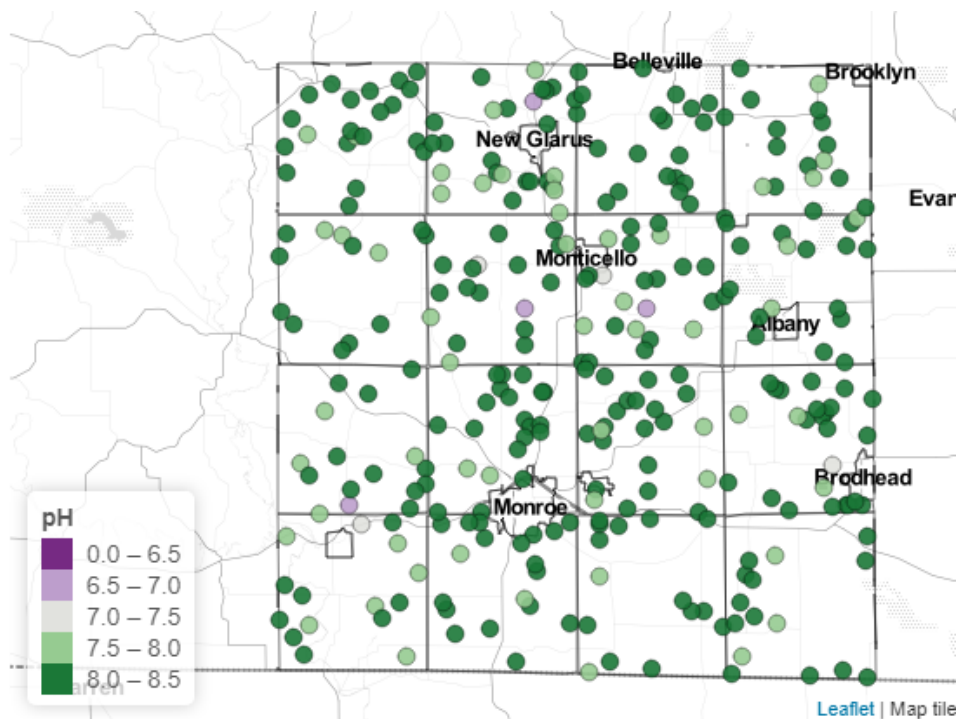 Belleville
Brooklyn
New Glarus
Evan
Monticello
Albany
Brodhead
Monroe
pH
0.0 – 6.5
6.5 – 7.0
7.0 – 7.5
7.5 – 8.0
8.0 – 8.5
arren
Leaflet | Map tile